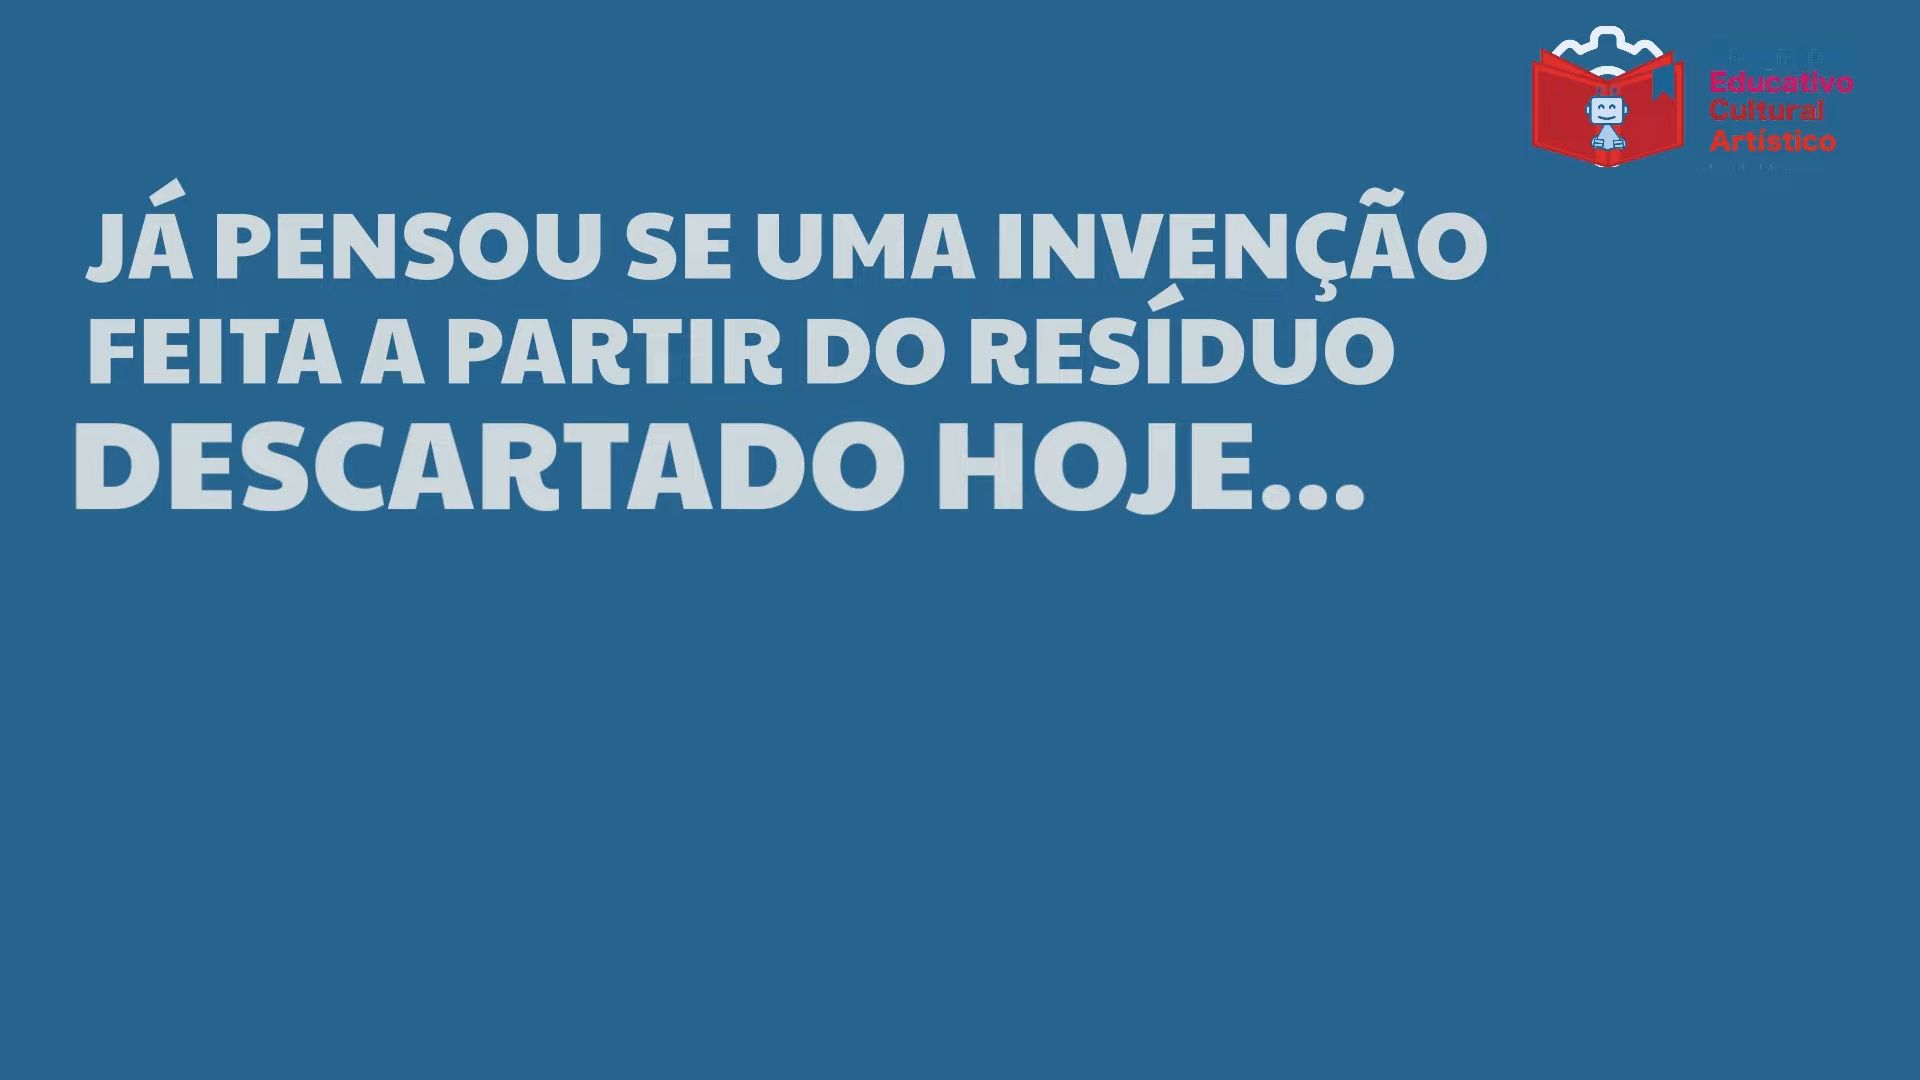 Educativo
Cultural
Artístico
JÁ PENSOU SE UMA INVENÇÃO
FEITA A PARTIR DO RESÍDUO
DESCARTADO HOJE...